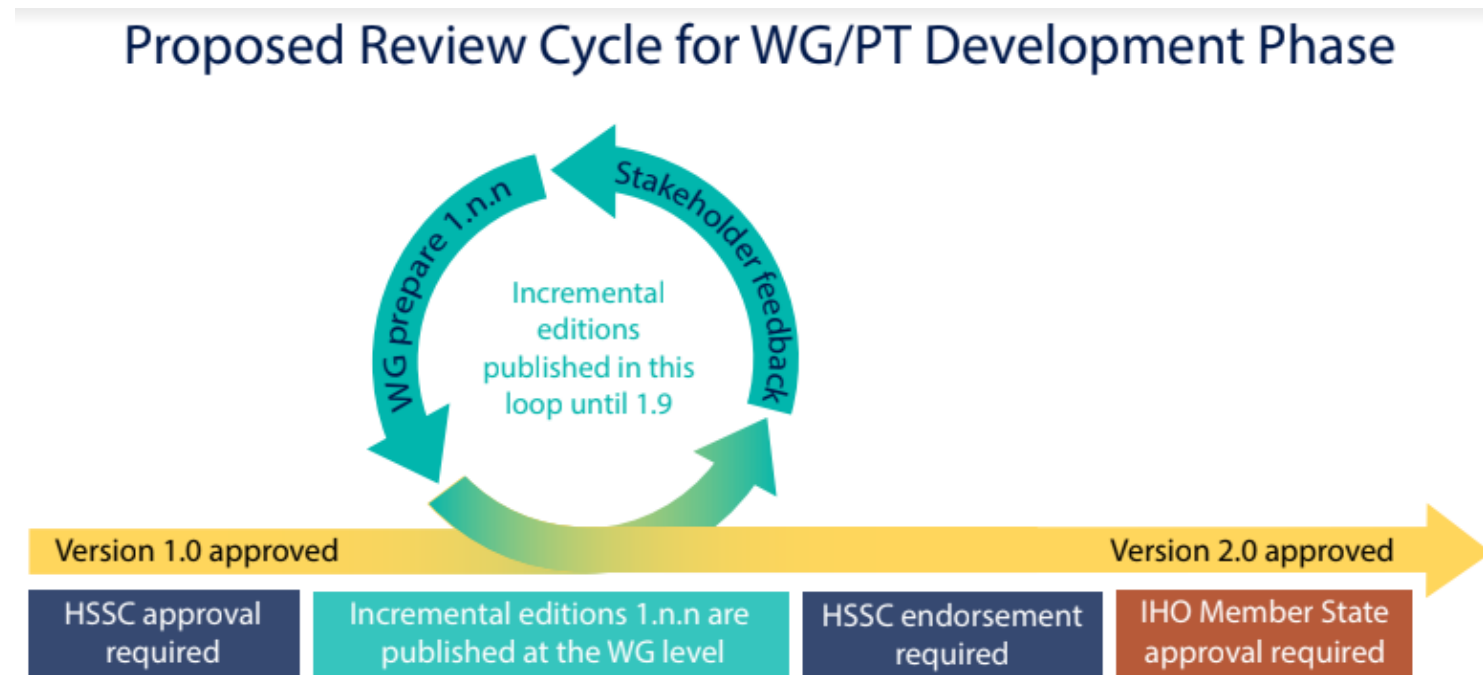 Proposed Review Cycle for WG/PT Development Phase
WG prepare 1.n.n
Stakeholder feedback
Incremental
editions
published in this
loop until 1.9
Version 1.0 approved
Version 2.0 approved
HSSC approval
required
Incremental editions 1.n.n are
published at the WG level
HSSC endorsement
required
IHO Member State
approval required